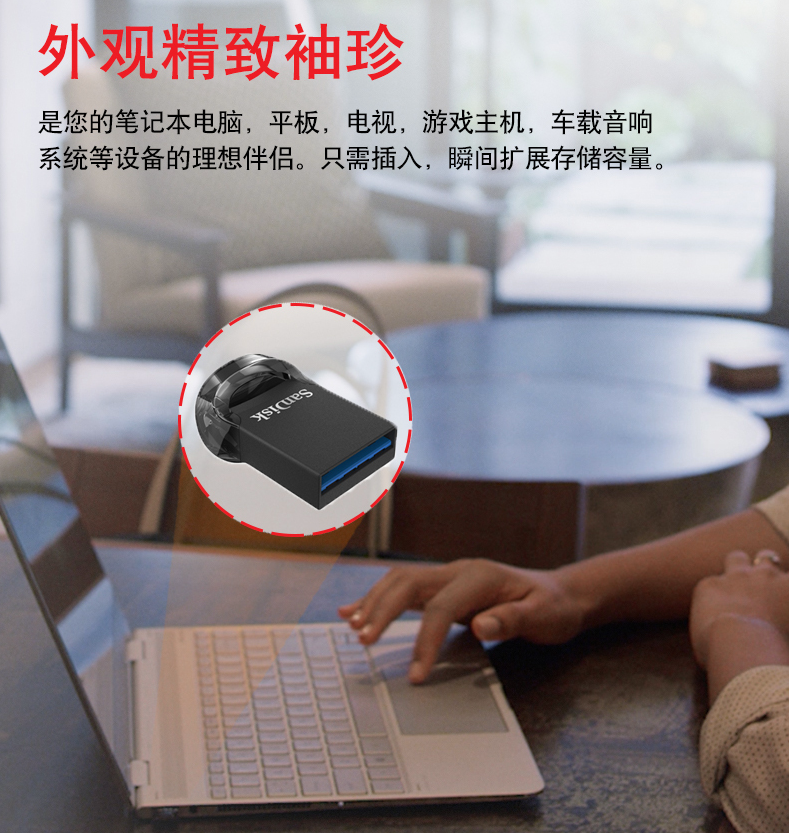 外观精致袖珍
是您的笔记本电脑，平板，电视，游戏主机，车载音响
系统等设备的理想伴侣。只需插入，瞬间扩展存储容量。
SanDisk